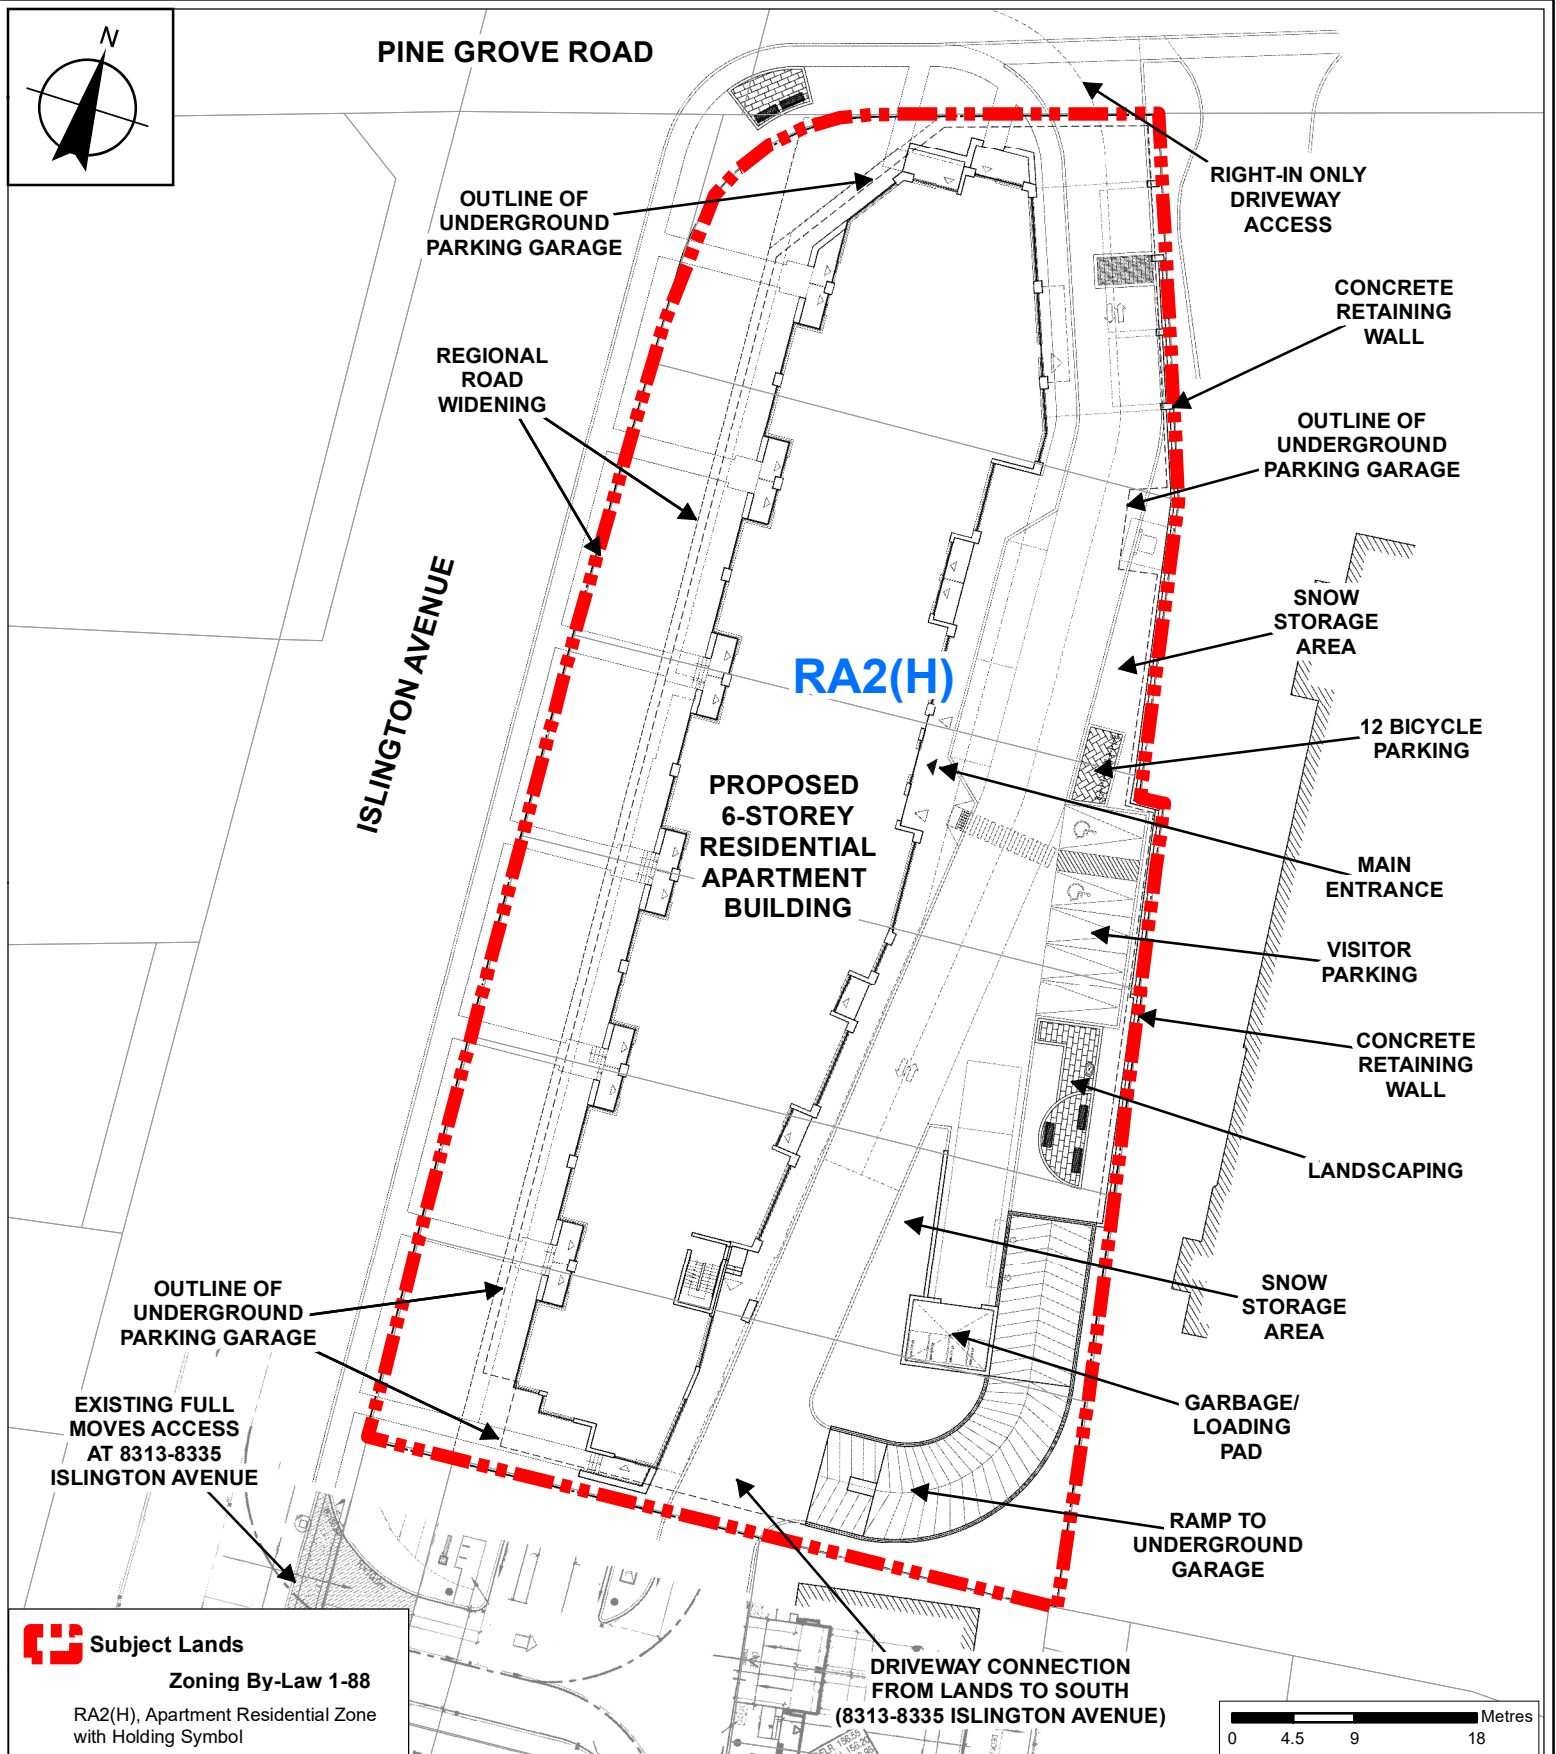 N
PINE GROVE ROAD
OUTLINE OF
UNDERGROUND
PARKING GARAGE
RIGHT-IN ONLY
DRIVEWAY
ACCESS
CONCRETE
RETAINING
WALL
REGIONAL
ROAD
WIDENING
OUTLINE OF
UNDERGROUND
PARKING GARAGE
ISLINGTON AVENUE
SNOW
STORAGE
AREA
RA2(H)
12 BICYCLE
PARKING
PROPOSED
6-STOREY
RESIDENTIAL
APARTMENT
BUILDING
MAIN
ENTRANCE
VISITOR
PARKING
CONCRETE
RETAINING
WALL
LANDSCAPING
OUTLINE OF
UNDERGROUND
PARKING GARAGE
SNOW
STORAGE
AREA
EXISTING FULL
MOVES ACCESS
AT 8313-8335
ISLINGTON AVENUE
GARBAGE/
LOADING
PAD
RAMP TO
UNDERGROUND
GARAGE
DRIVEWAY CONNECTION
FROM LANDS TO SOUTH
(8313-8335 ISLINGTON AVENUE)
Subject Lands
Zoning By-Law 1-88
RA2(H), Apartment Residential Zone
with Holding Symbol
Metres
0 4.5 9 18